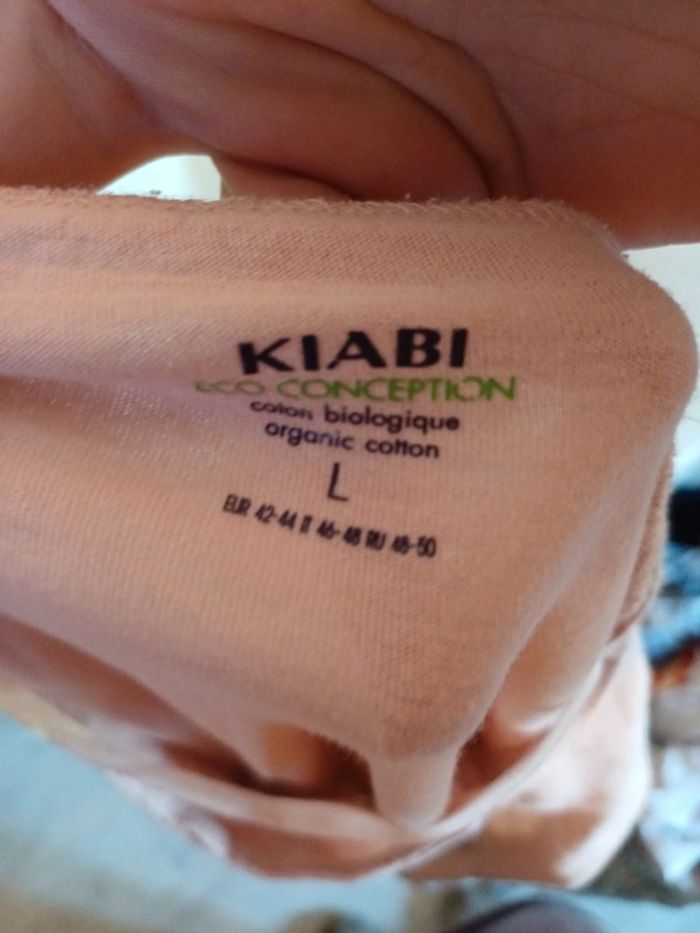 KIABI
ECO CONCEPTION
coton biologique
organic cotton
L
EUR 42-44 IT 46-48 RU 48-50